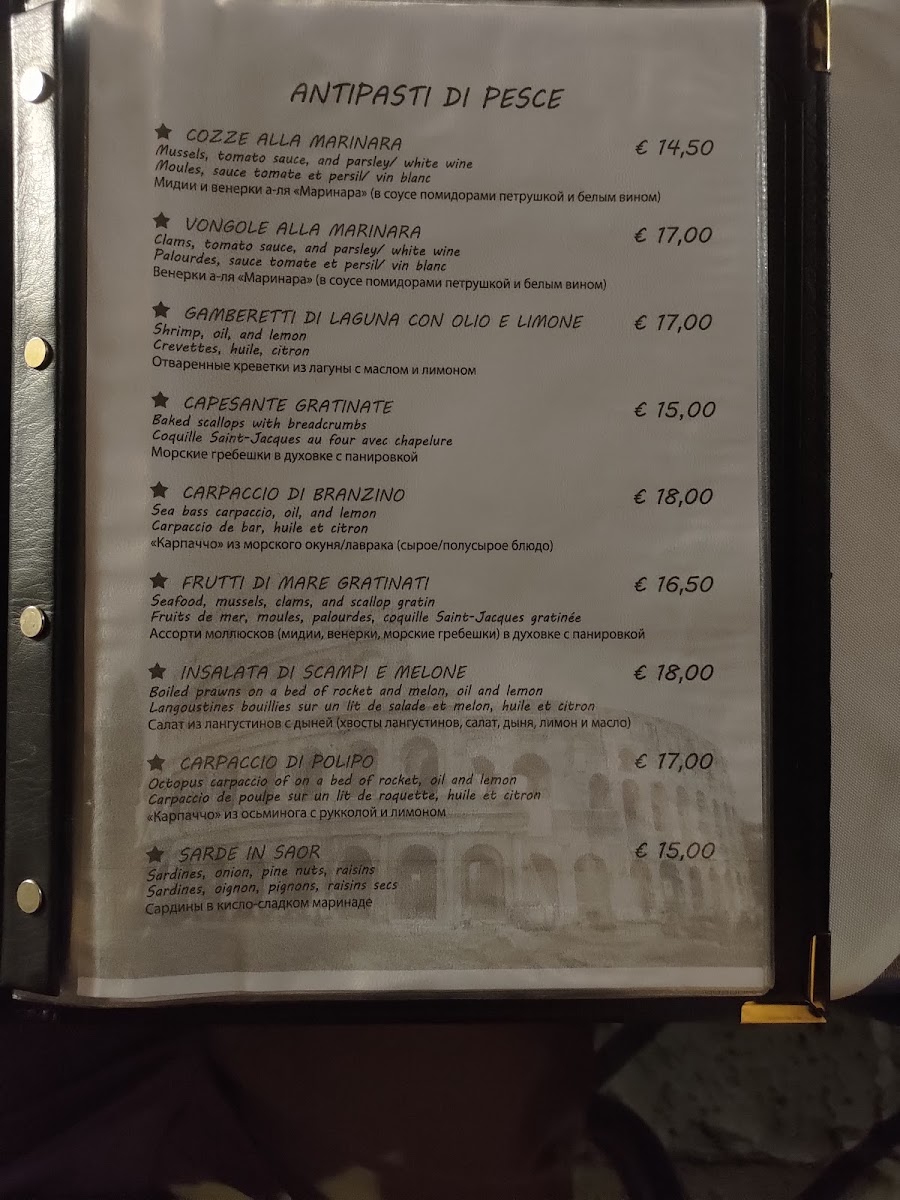 ANTIPASTI DI PESCE
★ COZZE ALLA MARINARA € 14,50
Mussels, tomato sauce, and parsley/ white wine
Moules, sauce tomate et persil/ vin blanc
Мидии и венерки а-ля «Маринара» (в соусе помидорами петрушкой и белым вином)
★ VONGOLE ALLA MARINARA € 17,00
Clams, tomato sauce, and parsley/ white wine
Palourdes, sauce tomate et persil/ vin blanc
Венерки а-ля «Маринара» (в соусе помидорами петрушкой и белым вином)
★ GAMBERETTI DI LAGUNA CON OLIO E LIMONE € 17,00
Shrimp, oil, and lemon
Crevettes, huile, citron
Отваренные креветки из лагуны с маслом и лимоном
★ CAPESANTE GRATINATE € 15,00
Baked scallops with breadcrumbs
Coquille Saint-Jacques au four avec chapelure
Морские гребешки в духовке с панировкой
★ CARPACCIO DI BRANZINO € 18,00
Sea bass carpaccio, oil, and lemon
Carpaccio de bar, huile et citron
«Карпаччо» из морского окуня/лаврака (сырое/полусырое блюдо)
★ FRUTTI DI MARE GRATINATI € 16,50
Seafood, mussels, clams, and scallop gratin
Fruits de mer, moules, palourdes, coquille Saint-Jacques gratinée
Ассорти моллюсков (мидии, венерки, морские гребешки) в духовке с панировкой
★ INSALATA DI SCAMPI E MELONE € 18,00
Boiled prawns on a bed of rocket and melon, oil and lemon
Langoustines bouillies sur un lit de salade et melon, huile et citron
Салат из лангустинов с дыней (хвосты лангустинов, салат, дыня, лимон и масло)
★ CARPACCIO DI POLIPO € 17,00
Octopus carpaccio of on a bed of rocket, oil and lemon
Carpaccio de poulpe sur un lit de roquette, huile et citron
«Карпаччо» из осьминога с рукколой и лимоном
★ SARDE IN SAOR € 15,00
Sardines, onion, pine nuts, raisins
Sardines, oignon, pignons, raisins secs
Сардины в кисло-сладком маринаде